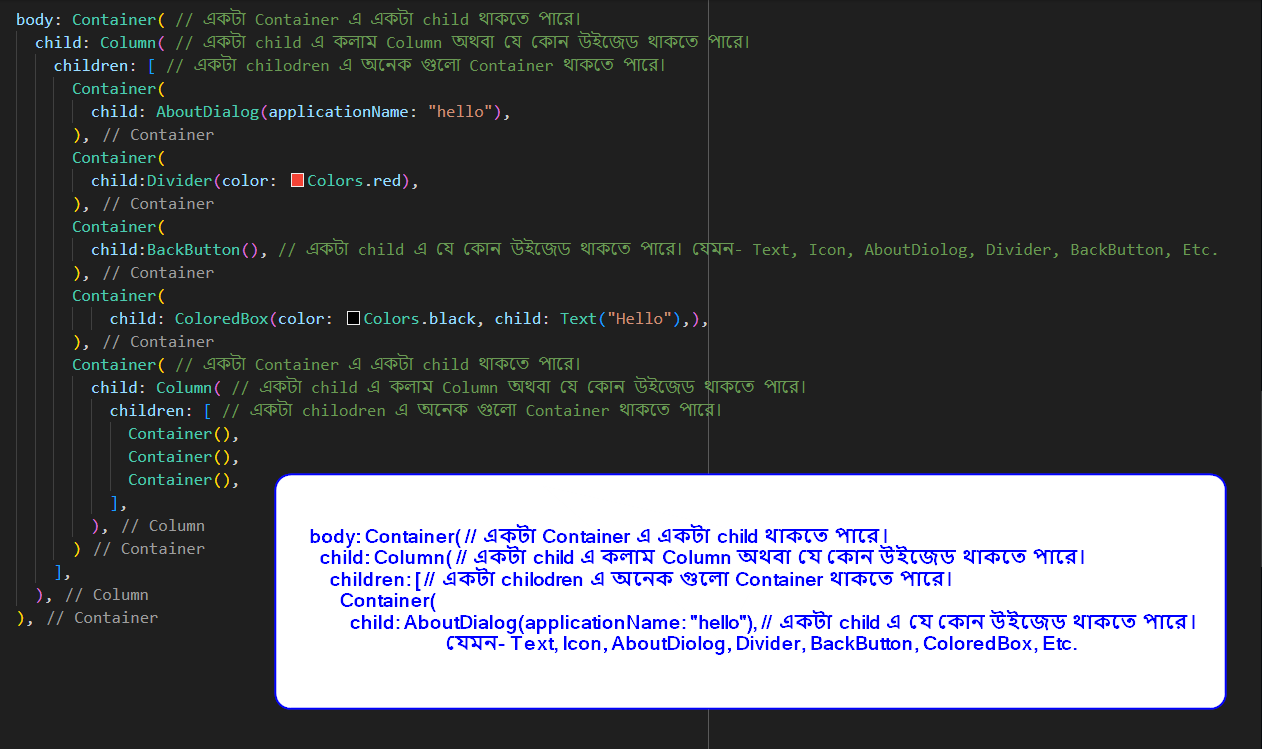 body: Container( // একটা Container এ একটা child থাকতে পারে।
child: Column( // একটা child এ কলাম Column অথবা যে কোন উইজেড থাকতে পারে।
children: [ // একটা chilodren এ অনেক গুলো Container থাকতে পারে।
Container(
child: AboutDialog(applicationName: "hello"),
), // Container
Container(
child:Divider(color: Colors.red),
), // Container
Container(
child:BackButton(), // একটা child এ যে কোন উইজেড থাকতে পারে। যেমন- Text, Icon, AboutDiolog, Divider, BackButton, Etc.
), // Container
Container(
child: ColoredBox(color: Colors.black, child: Text("Hello"),),
), // Container
Container( // একটা Container এ একটা child থাকতে পারে।
child: Column( // একটা child এ কলাম Column অথবা যে কোন উইজেড থাকতে পারে।
children: [ // একটা chilodren এ অনেক গুলো Container থাকতে পারে।
Container(),
Container(),
Container(),
],
), // Column
) // Container
],
), // Column
), // Container
body: Container( // একটা Container এ একটা child থাকতে পারে।
child: Column( // একটা child এ কলাম Column অথবা যে কোন উইজেড থাকতে পারে।
children: [ // একটা chilodren এ অনেক গুলো Container থাকতে পারে।
Container(
child: AboutDialog(applicationName: "hello"), // একটা child এ যে কোন উইজেড থাকতে পারে।
যেমন- Text, Icon, AboutDiolog, Divider, BackButton, ColoredBox, Etc.